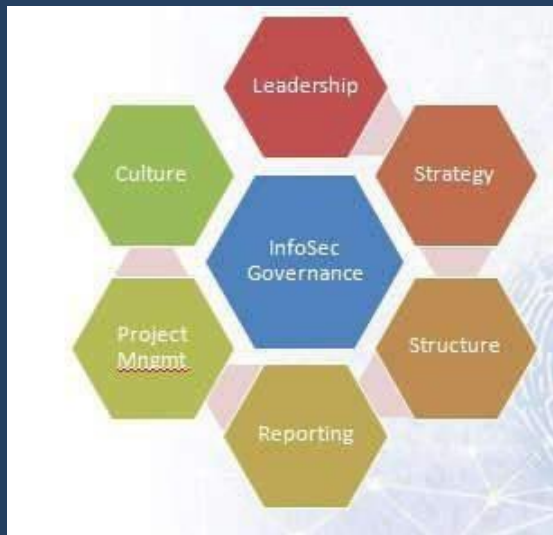 Leadership
Strategy
Structure
Reporting
Project
Mngmt
Culture
InfoSec
Governance